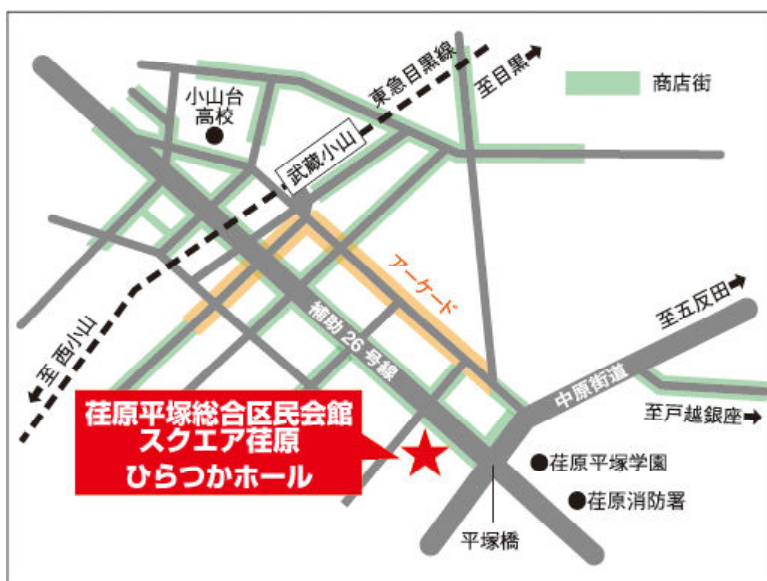 東急目黒線
至目黒
商店街
小山台
高校
武蔵小山
アーケード
補助26号線
至五反田
中原街道
至西小山
至戸越銀座
荏原平塚総合区民会館
スクエア荏原
ひらつかホール
荏原平塚学園
荏原消防署
平塚橋